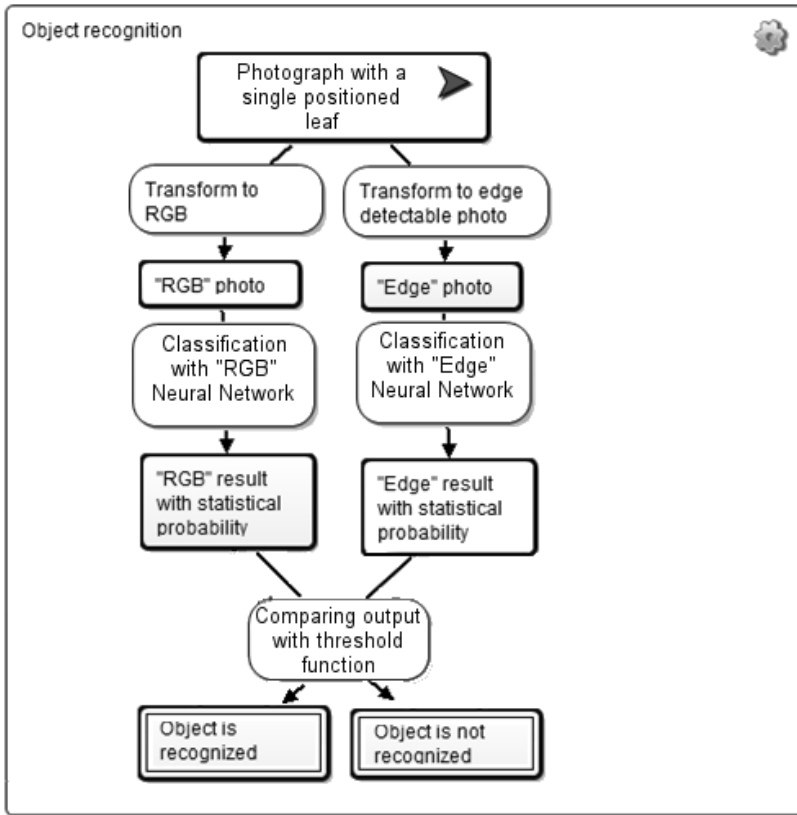 Object recognition
Photograph with a
single positioned
leaf
Transform to
RGB
Transform to edge
detectable photo
"RGB" photo
"Edge" photo
Classification
with "RGB"
Neural Network
Classification
with "Edge"
Neural Network
"RGB" result
with statistical
probability
"Edge" result
with statistical
probability
Comparing output
with threshold
function
Object is
recognized
Object is not
recognized